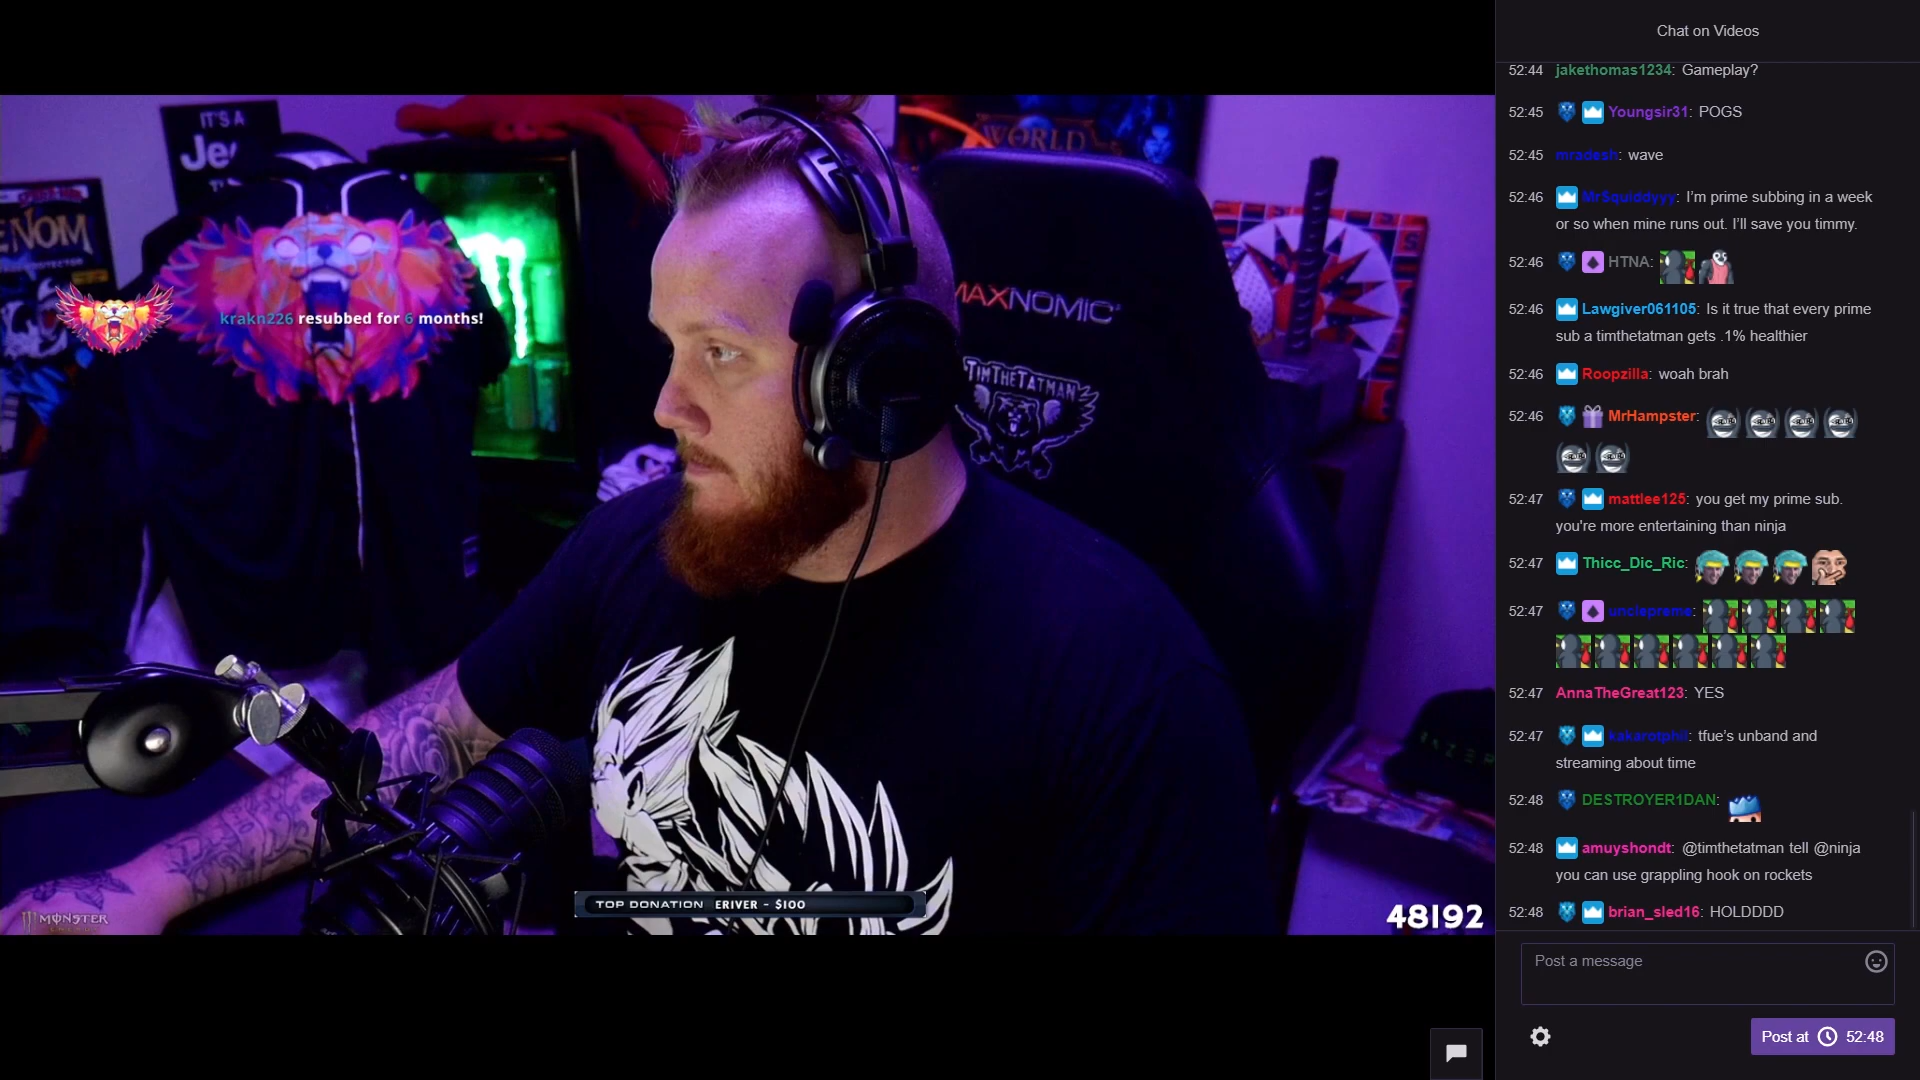 IT'S A
VENOM
WORLD
MAXNOMIC
TIMTHETATMAN
krakn226 resubbed for 6 months!
TOP DONATION ERIVER - $100
MONSTER
48192
Chat on Videos
52:44 jakethomas1234: Gameplay?
52:45 Youngsir31: POGS
52:45 mradesh: wave
52:46 MrSquiddyyy: I'm prime subbing in a week
or so when mine runs out. I'll save you timmy.
52:46 HTNA:
52:46 Lawgiver061105: Is it true that every prime
sub a timthetatman gets .1% healthier
52:46 Roopzilla: woah brah
52:46 MrHampster:
52:47 mattlee125: you get my prime sub.
you're more entertaining than ninja
52:47 Thicc_Dic_Ric:
52:47 unclepreme:
52:47 AnnaTheGreat123: YES
52:47 kakarotphil: tfue's unband and
streaming about time
52:48 DESTROYER1DAN:
52:48 amuyshondt: @timthetatman tell @ninja
you can use grappling hook on rockets
52:48 brian_sled16: HOLDDDD
Post a message
Post at 52:48